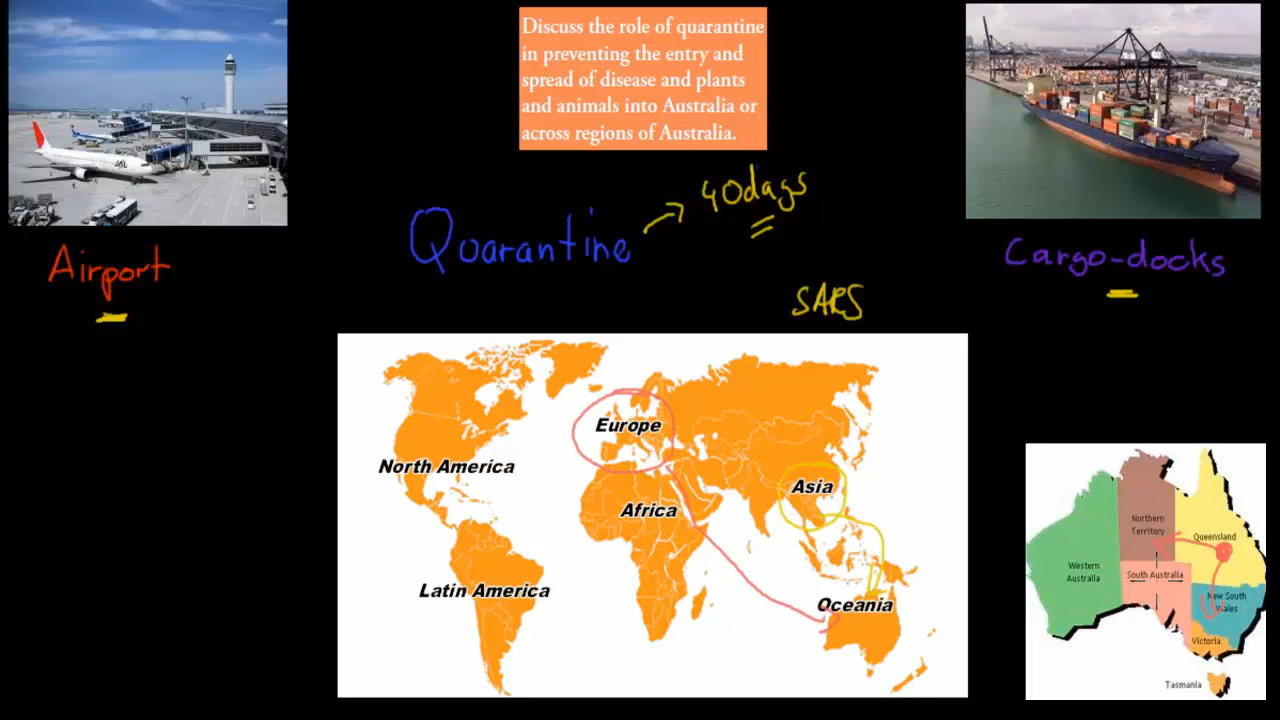 Discuss the role of quarantine
in preventing the entry and
spread of disease and plants
and animals into Australia or
across regions of Australia.
JAL
40days
Quarantine
Airport
Cargo-docks
SARS
Europe
North America
Asia
Africa
Latin America
Oceania
Northern
Territory
Queensland
Western
Australia
South Australia
New South
Wales
Victoria
Tasmania